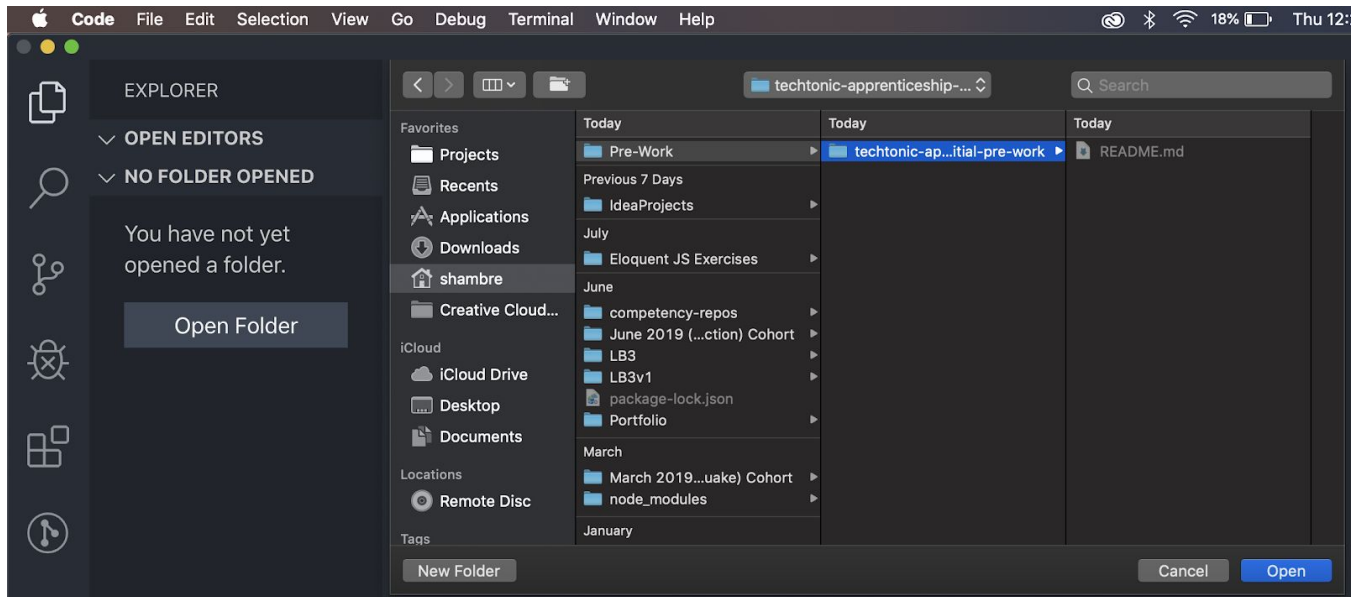 Code File Edit Selection View Go Debug Terminal Window Help 18% Thu 12:
EXPLORER
OPEN EDITORS
NO FOLDER OPENED
You have not yet
opened a folder.
Open Folder
techtonic-apprenticeship-...
Search
Favorites
Projects
Recents
Applications
Downloads
shambre
Creative Cloud...
iCloud
iCloud Drive
Desktop
Documents
Locations
Remote Disc
Tags
Today
Pre-Work
Previous 7 Days
IdeaProjects
July
Eloquent JS Exercises
June
competency-repos
June 2019 (...ction) Cohort
LB3
LB3v1
package-lock.json
Portfolio
March
March 2019...uake) Cohort
node_modules
January
Today
techtonic-ap...itial-pre-work
Today
README.md
New Folder
Cancel
Open